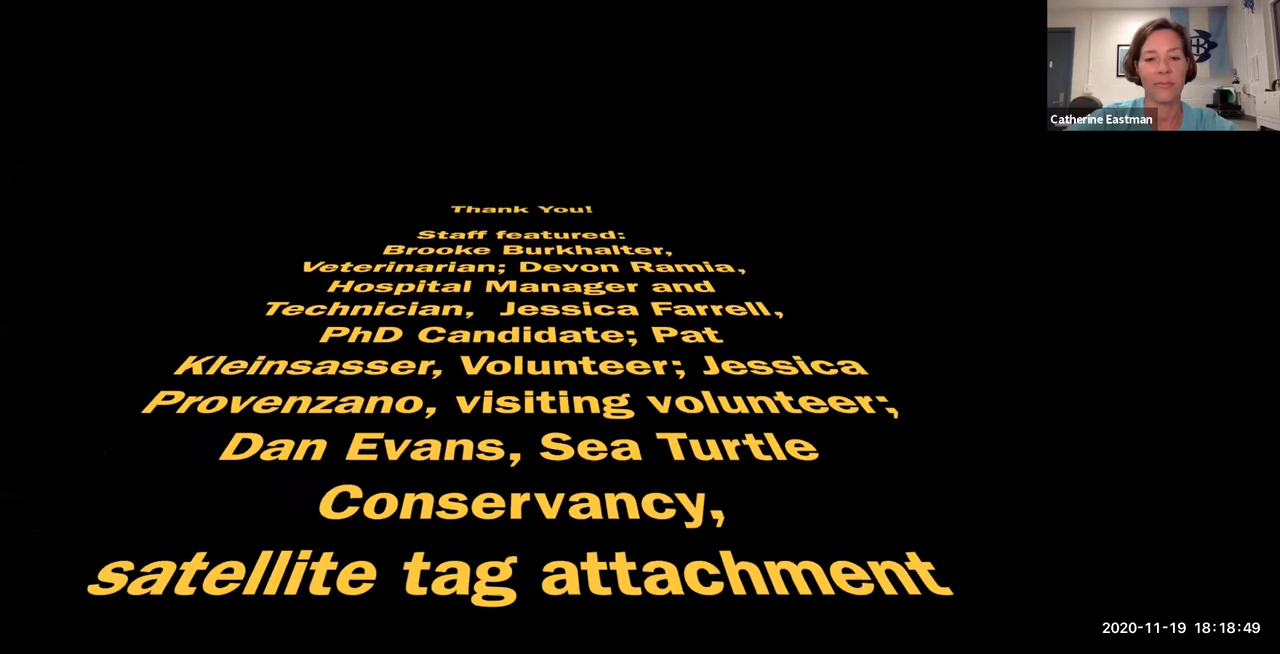 Catherine Eastman
Thank You!
Staff featured:
Brooke Burkhalter,
Veterinarian; Devon Ramia,
Hospital Manager and
Technician, Jessica Farrell,
PhD Candidate; Pat
Kleinsasser, Volunteer; Jessica
Provenzano, visiting volunteer;
Dan Evans, Sea Turtle
Conservancy,
satellite tag attachment
2020-11-19 18:18:49